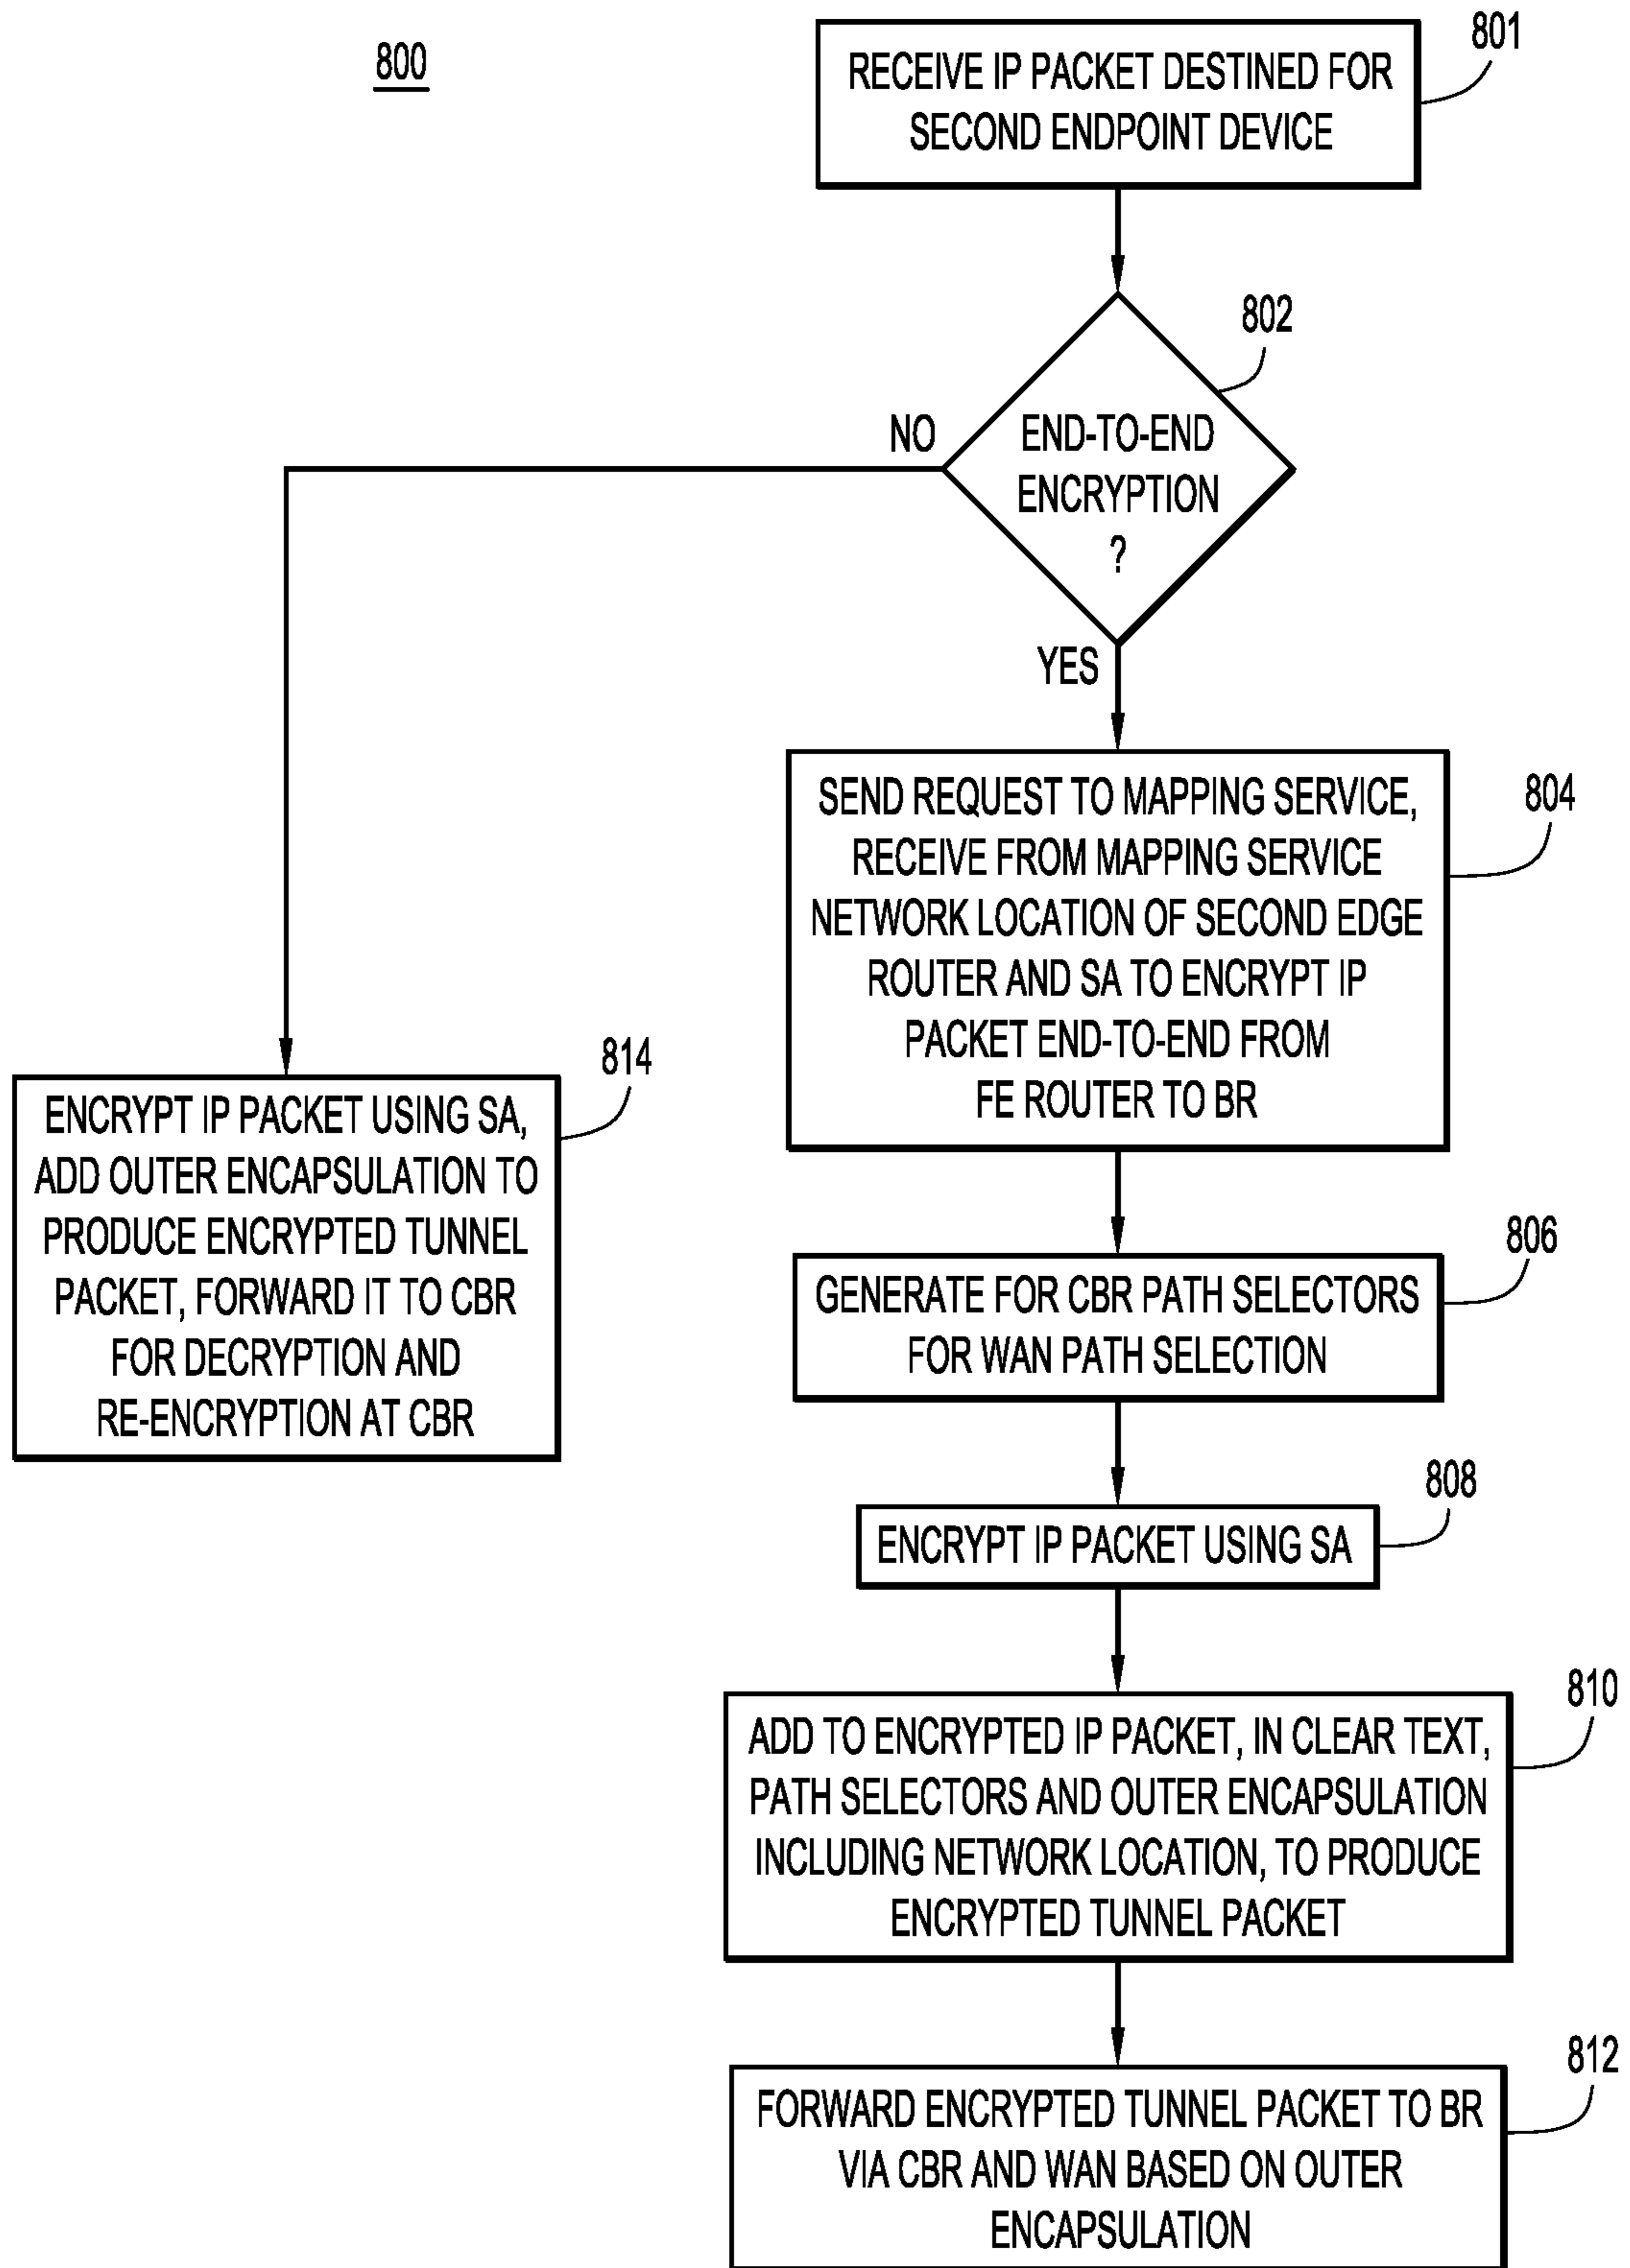 800
801
RECEIVE IP PACKET DESTINED FOR
SECOND ENDPOINT DEVICE
802
NO
END-TO-END
ENCRYPTION
?
YES
804
SEND REQUEST TO MAPPING SERVICE,
RECEIVE FROM MAPPING SERVICE
NETWORK LOCATION OF SECOND EDGE
ROUTER AND SA TO ENCRYPT IP
PACKET END-TO-END FROM
FE ROUTER TO BR
814
ENCRYPT IP PACKET USING SA,
ADD OUTER ENCAPSULATION TO
PRODUCE ENCRYPTED TUNNEL
PACKET, FORWARD IT TO CBR
FOR DECRYPTION AND
RE-ENCRYPTION AT CBR
806
GENERATE FOR CBR PATH SELECTORS
FOR WAN PATH SELECTION
808
ENCRYPT IP PACKET USING SA
810
ADD TO ENCRYPTED IP PACKET, IN CLEAR TEXT,
PATH SELECTORS AND OUTER ENCAPSULATION
INCLUDING NETWORK LOCATION, TO PRODUCE
ENCRYPTED TUNNEL PACKET
812
FORWARD ENCRYPTED TUNNEL PACKET TO BR
VIA CBR AND WAN BASED ON OUTER
ENCAPSULATION